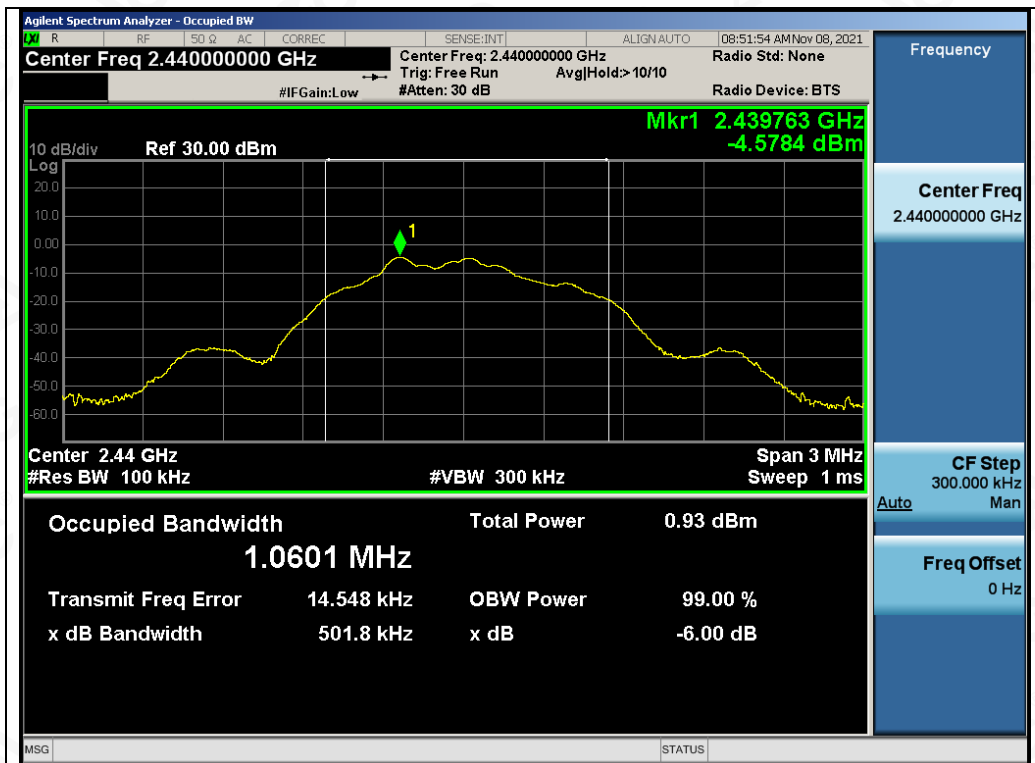 Agilent Spectrum Analyzer - Occupied BW
LXI R RF 50 Ω AC CORREC SENSE:INT ALIGN AUTO 08:51:54 AM Nov 08, 2021
Center Freq 2.440000000 GHz
Center Freq: 2.440000000 GHz
Radio Std: None
Trig: Free Run Avg|Hold:> 10/10
#IFGain:Low
#Atten: 30 dB
Radio Device: BTS
Mkr1 2.439763 GHz
-4.5784 dBm
10 dB/div Ref 30.00 dBm
Log
20.0
10.0
0.00
-10.0
-20.0
-30.0
-40.0
-50.0
-60.0
1
Center 2.44 GHz Span 3 MHz
#Res BW 100 kHz #VBW 300 kHz Sweep 1 ms
Occupied Bandwidth Total Power 0.93 dBm
1.0601 MHz
Transmit Freq Error 14.548 kHz OBW Power 99.00 %
x dB Bandwidth 501.8 kHz x dB -6.00 dB
Frequency
Center Freq
2.440000000 GHz
CF Step
300.000 kHz
Auto Man
Freq Offset
0 Hz
MSG STATUS